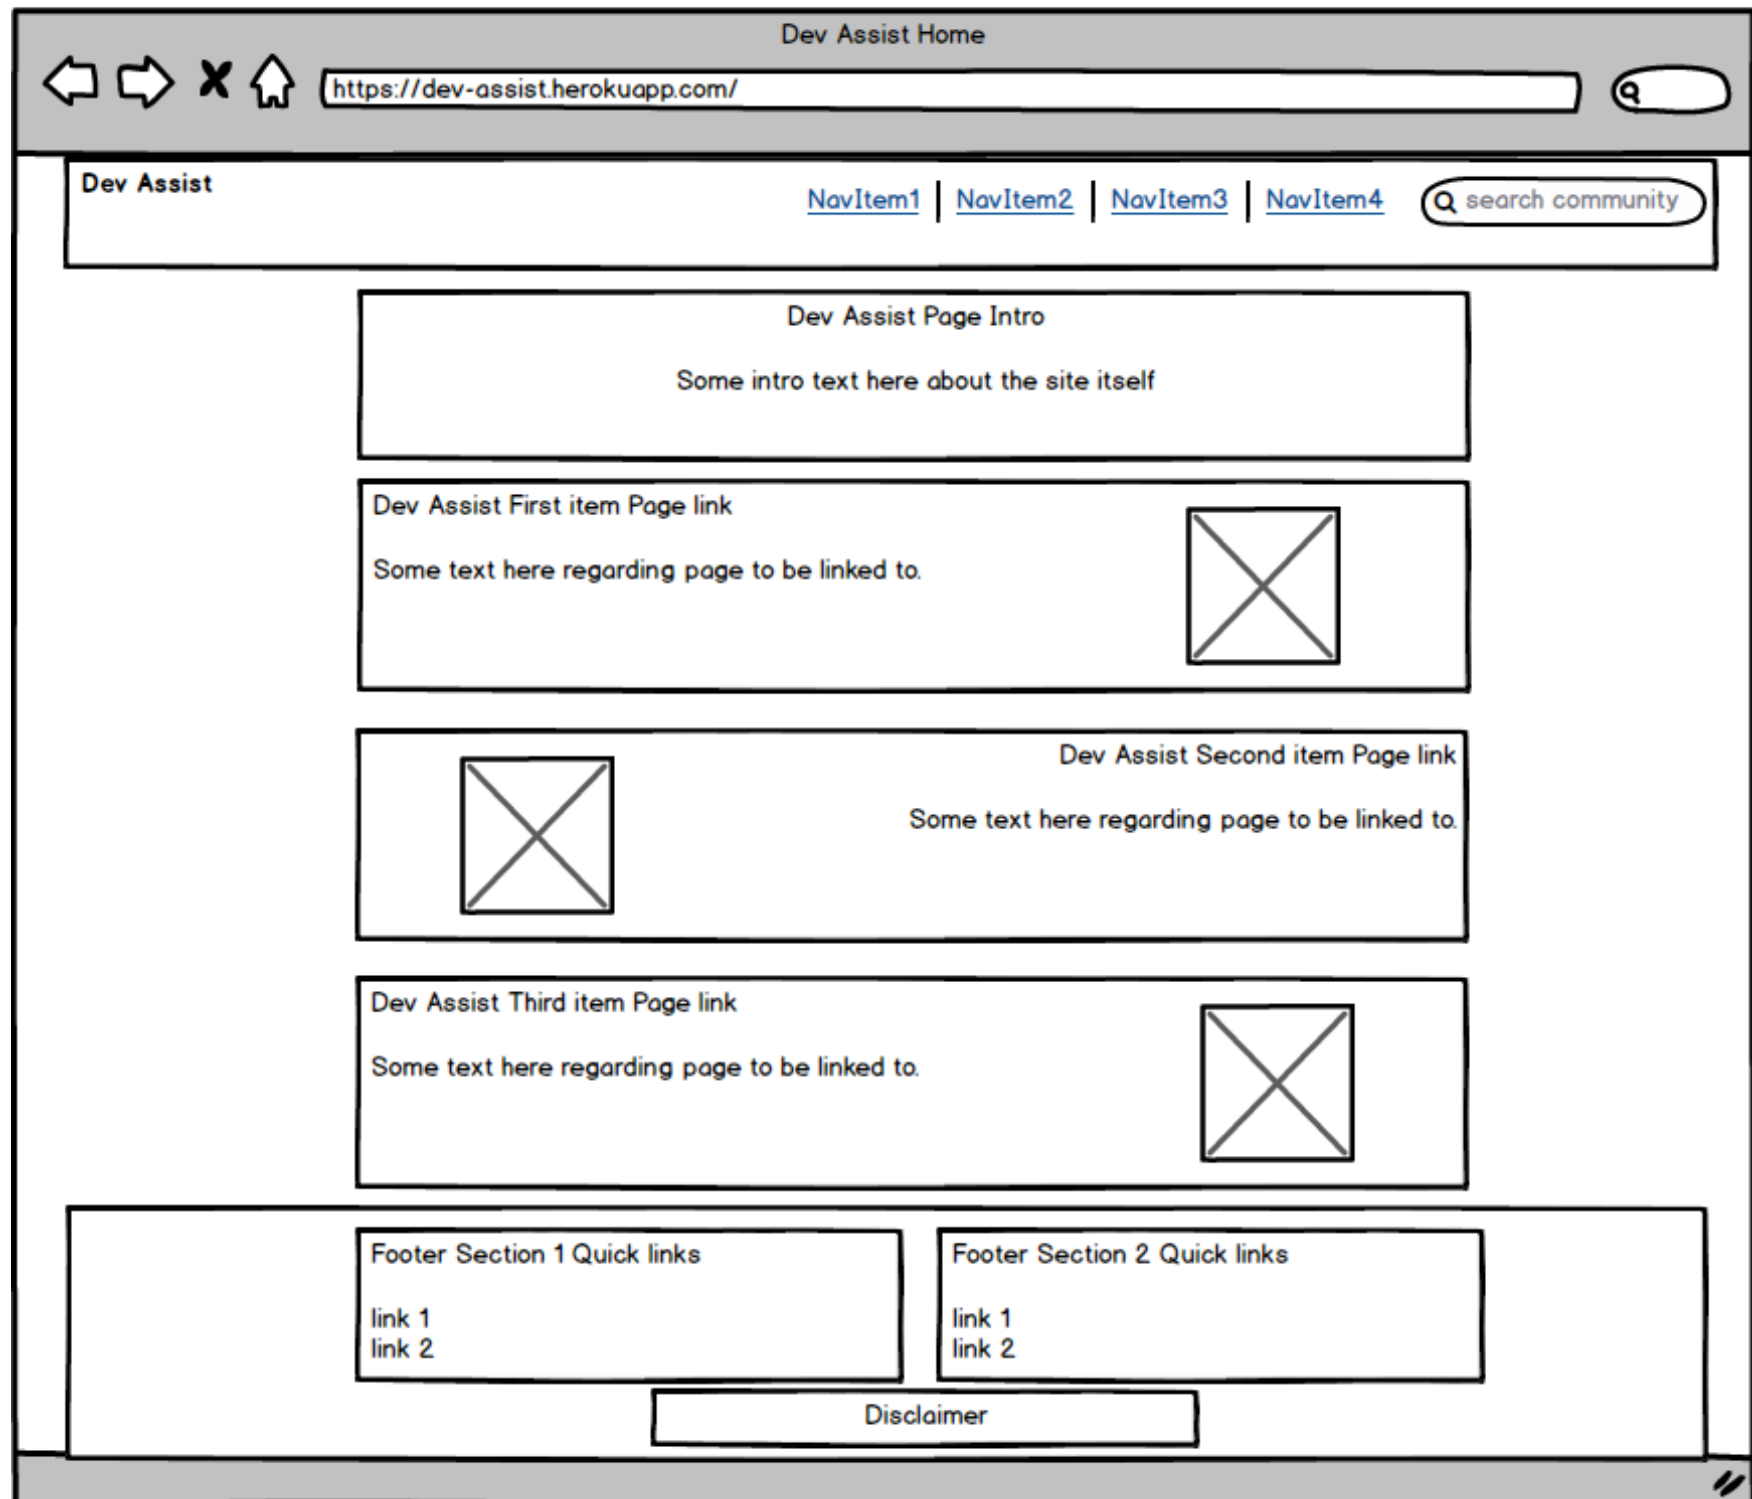 Dev Assist Home
https://dev-assist.herokuapp.com/
Dev Assist
NavItem1 NavItem2 NavItem3 NavItem4 search community
Dev Assist Page Intro
Some intro text here about the site itself
Dev Assist First item Page link
Some text here regarding page to be linked to.
Dev Assist Second item Page link
Some text here regarding page to be linked to.
Dev Assist Third item Page link
Some text here regarding page to be linked to.
Footer Section 1 Quick links
link 1
link 2
Footer Section 2 Quick links
link 1
link 2
Disclaimer